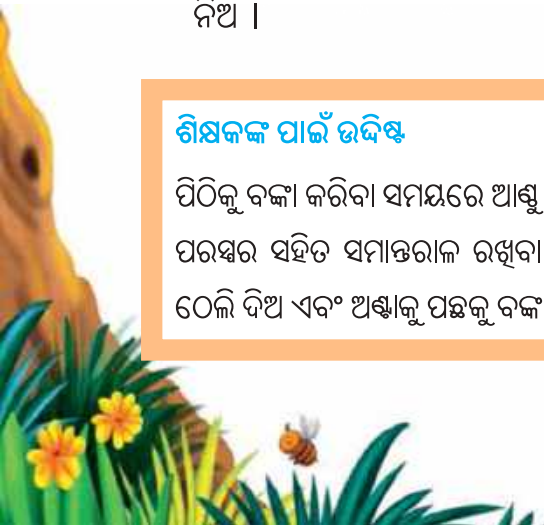 ନିଅ ।
ଶିକ୍ଷକଙ୍କ ପାଇଁ ଉଦ୍ଦିଷ୍ଟ
ପିଠିକୁ ବଙ୍କା କରିବା ସମୟରେ ଆଣ୍ଠୁ
ପରସ୍ପର ସହିତ ସମାନ୍ତରାଳ ରଖିବା
ଠେଲି ଦିଅ ଏବଂ ଅଣ୍ଟାକୁ ପଛକୁ ବଙ୍କ